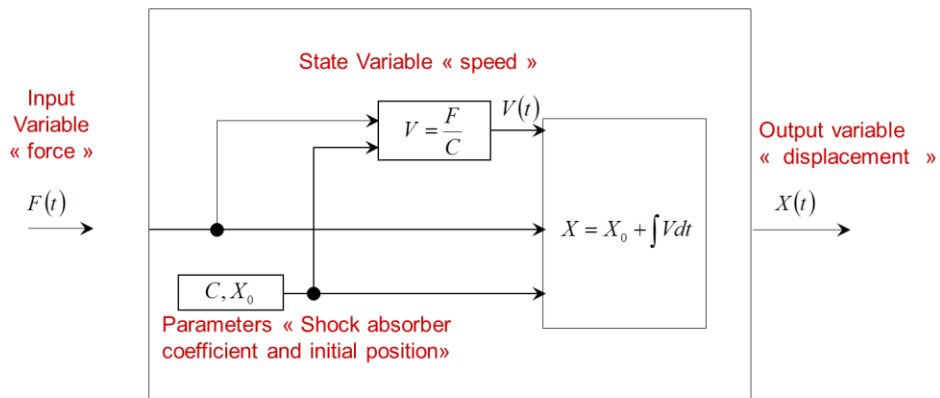 State Variable « speed »
Input
Variable
« force »
F(t)
V = F/C
V(t)
Output variable
« displacement »
X(t)
X = X₀ + ∫Vdt
C, X₀
Parameters « Shock absorber
coefficient and initial position»